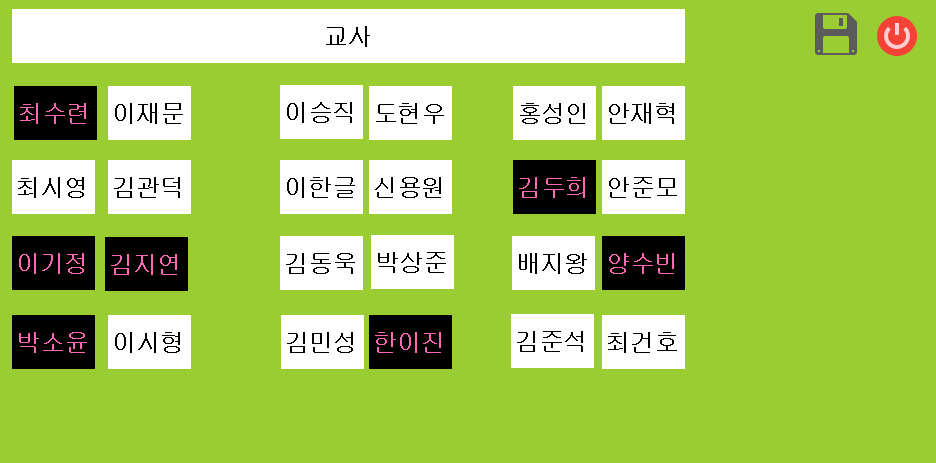 교사
최수련 이재문 이승직 도현우 홍성인 안재혁
최시영 김관덕 이한글 신용원 김두희 안준모
이기정 김지연 김동욱 박상준 배지왕 양수빈
박소윤 이시형 김민성 한이진 김준석 최건호